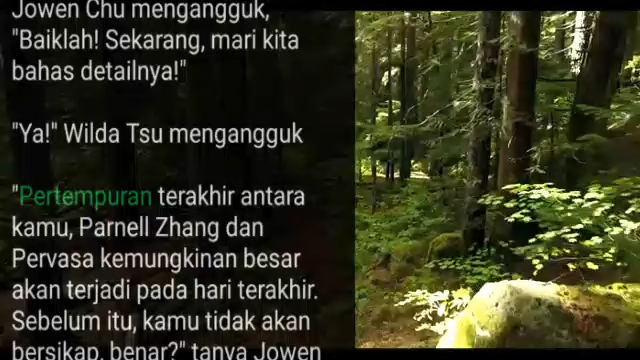 Jowen Chu mengangguk,
"Baiklah! Sekarang, mari kita
bahas detailnya!"
"Ya!" Wilda Tsu mengangguk
"Pertempuran terakhir antara
kamu, Parnell Zhang dan
Pervasa kemungkinan besar
akan terjadi pada hari terakhir.
Sebelum itu, kamu tidak akan
bersikap, benar?" tanya Jowen